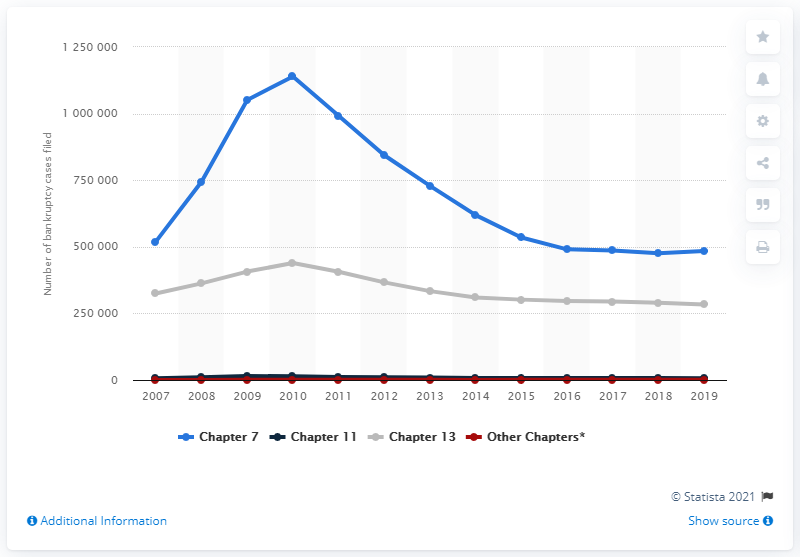 1 250 000
1 000 000
750 000
500 000
250 000
0
Number of bankruptcy cases filed
2007 2008 2009 2010 2011 2012 2013 2014 2015 2016 2017 2018 2019
Chapter 7 Chapter 11 Chapter 13 Other Chapters*
© Statista 2021
Additional Information Show source